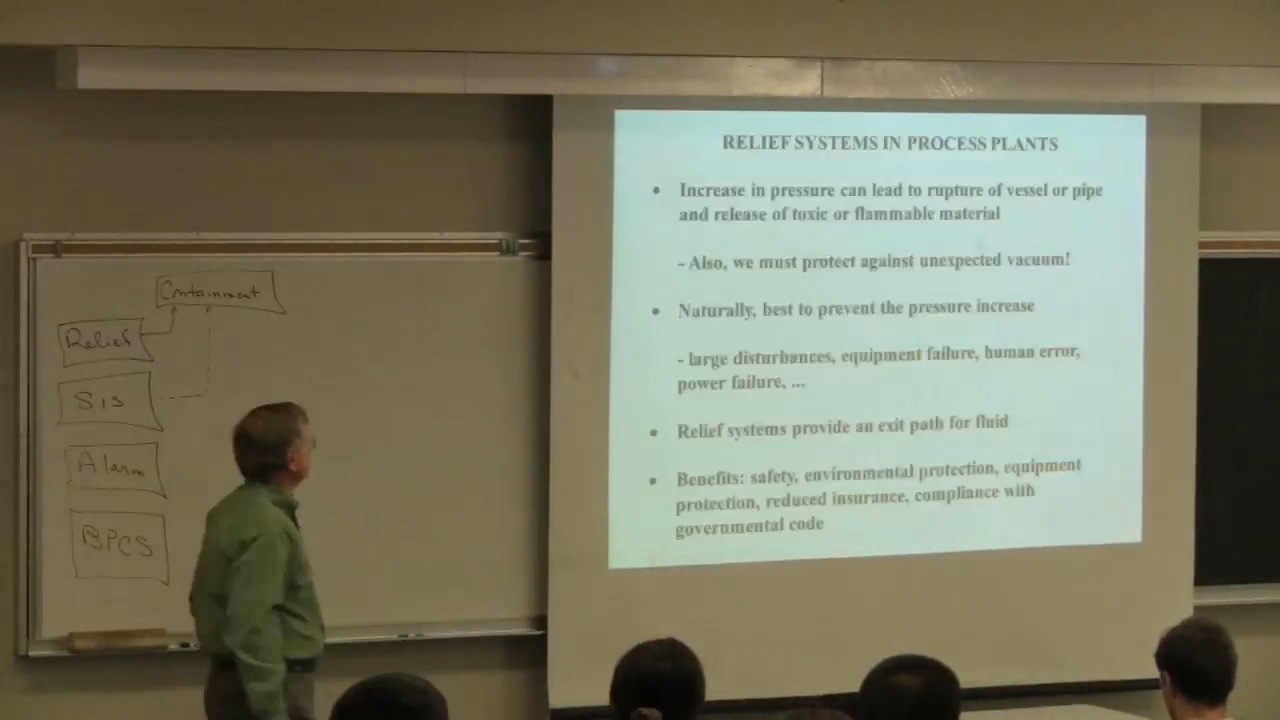 Containment
Relief
SIS
Alarm
BPCS
RELIEF SYSTEMS IN PROCESS PLANTS
• Increase in pressure can lead to rupture of vessel or pipe
and release of toxic or flammable material
- Also, we must protect against unexpected vacuum!
• Naturally, best to prevent the pressure increase
- large disturbances, equipment failure, human error,
power failure, ...
• Relief systems provide an exit path for fluid
• Benefits: safety, environmental protection, equipment
protection, reduced insurance, compliance with
governmental code